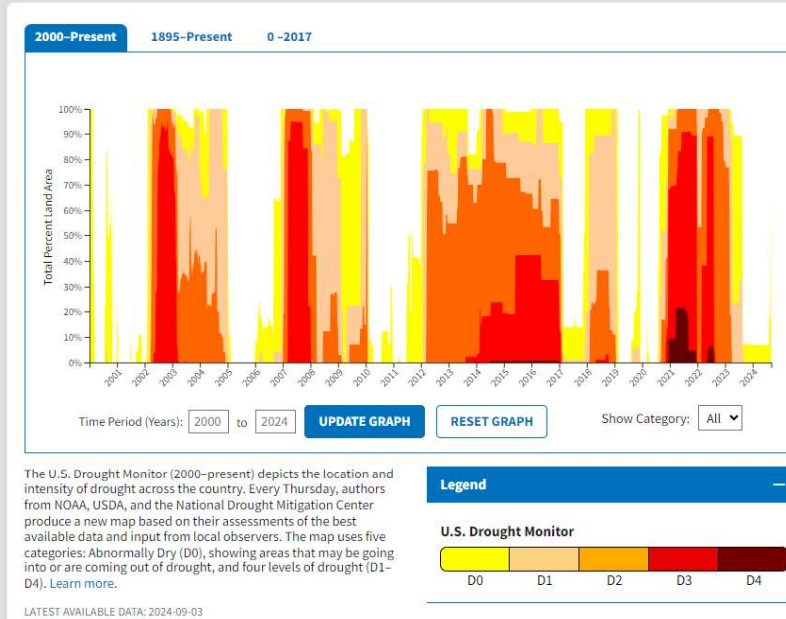 2000–Present 1895–Present 0 –2017
100%
90%
80%
70%
60%
50%
40%
30%
20%
10%
0%
Total Percent Land Area
2001 2002 2003 2004 2005 2006 2007 2008 2009 2010 2011 2012 2013 2014 2015 2016 2017 2018 2019 2020 2021 2022 2023 2024
Time Period (Years): 2000 to 2024 UPDATE GRAPH RESET GRAPH Show Category: All
The U.S. Drought Monitor (2000–present) depicts the location and
intensity of drought across the country. Every Thursday, authors
from NOAA, USDA, and the National Drought Mitigation Center
produce a new map based on their assessments of the best
available data and input from local observers. The map uses five
categories: Abnormally Dry (D0), showing areas that may be going
into or are coming out of drought, and four levels of drought (D1–
D4). Learn more.
LATEST AVAILABLE DATA: 2024-09-03
Legend
U.S. Drought Monitor
D0 D1 D2 D3 D4